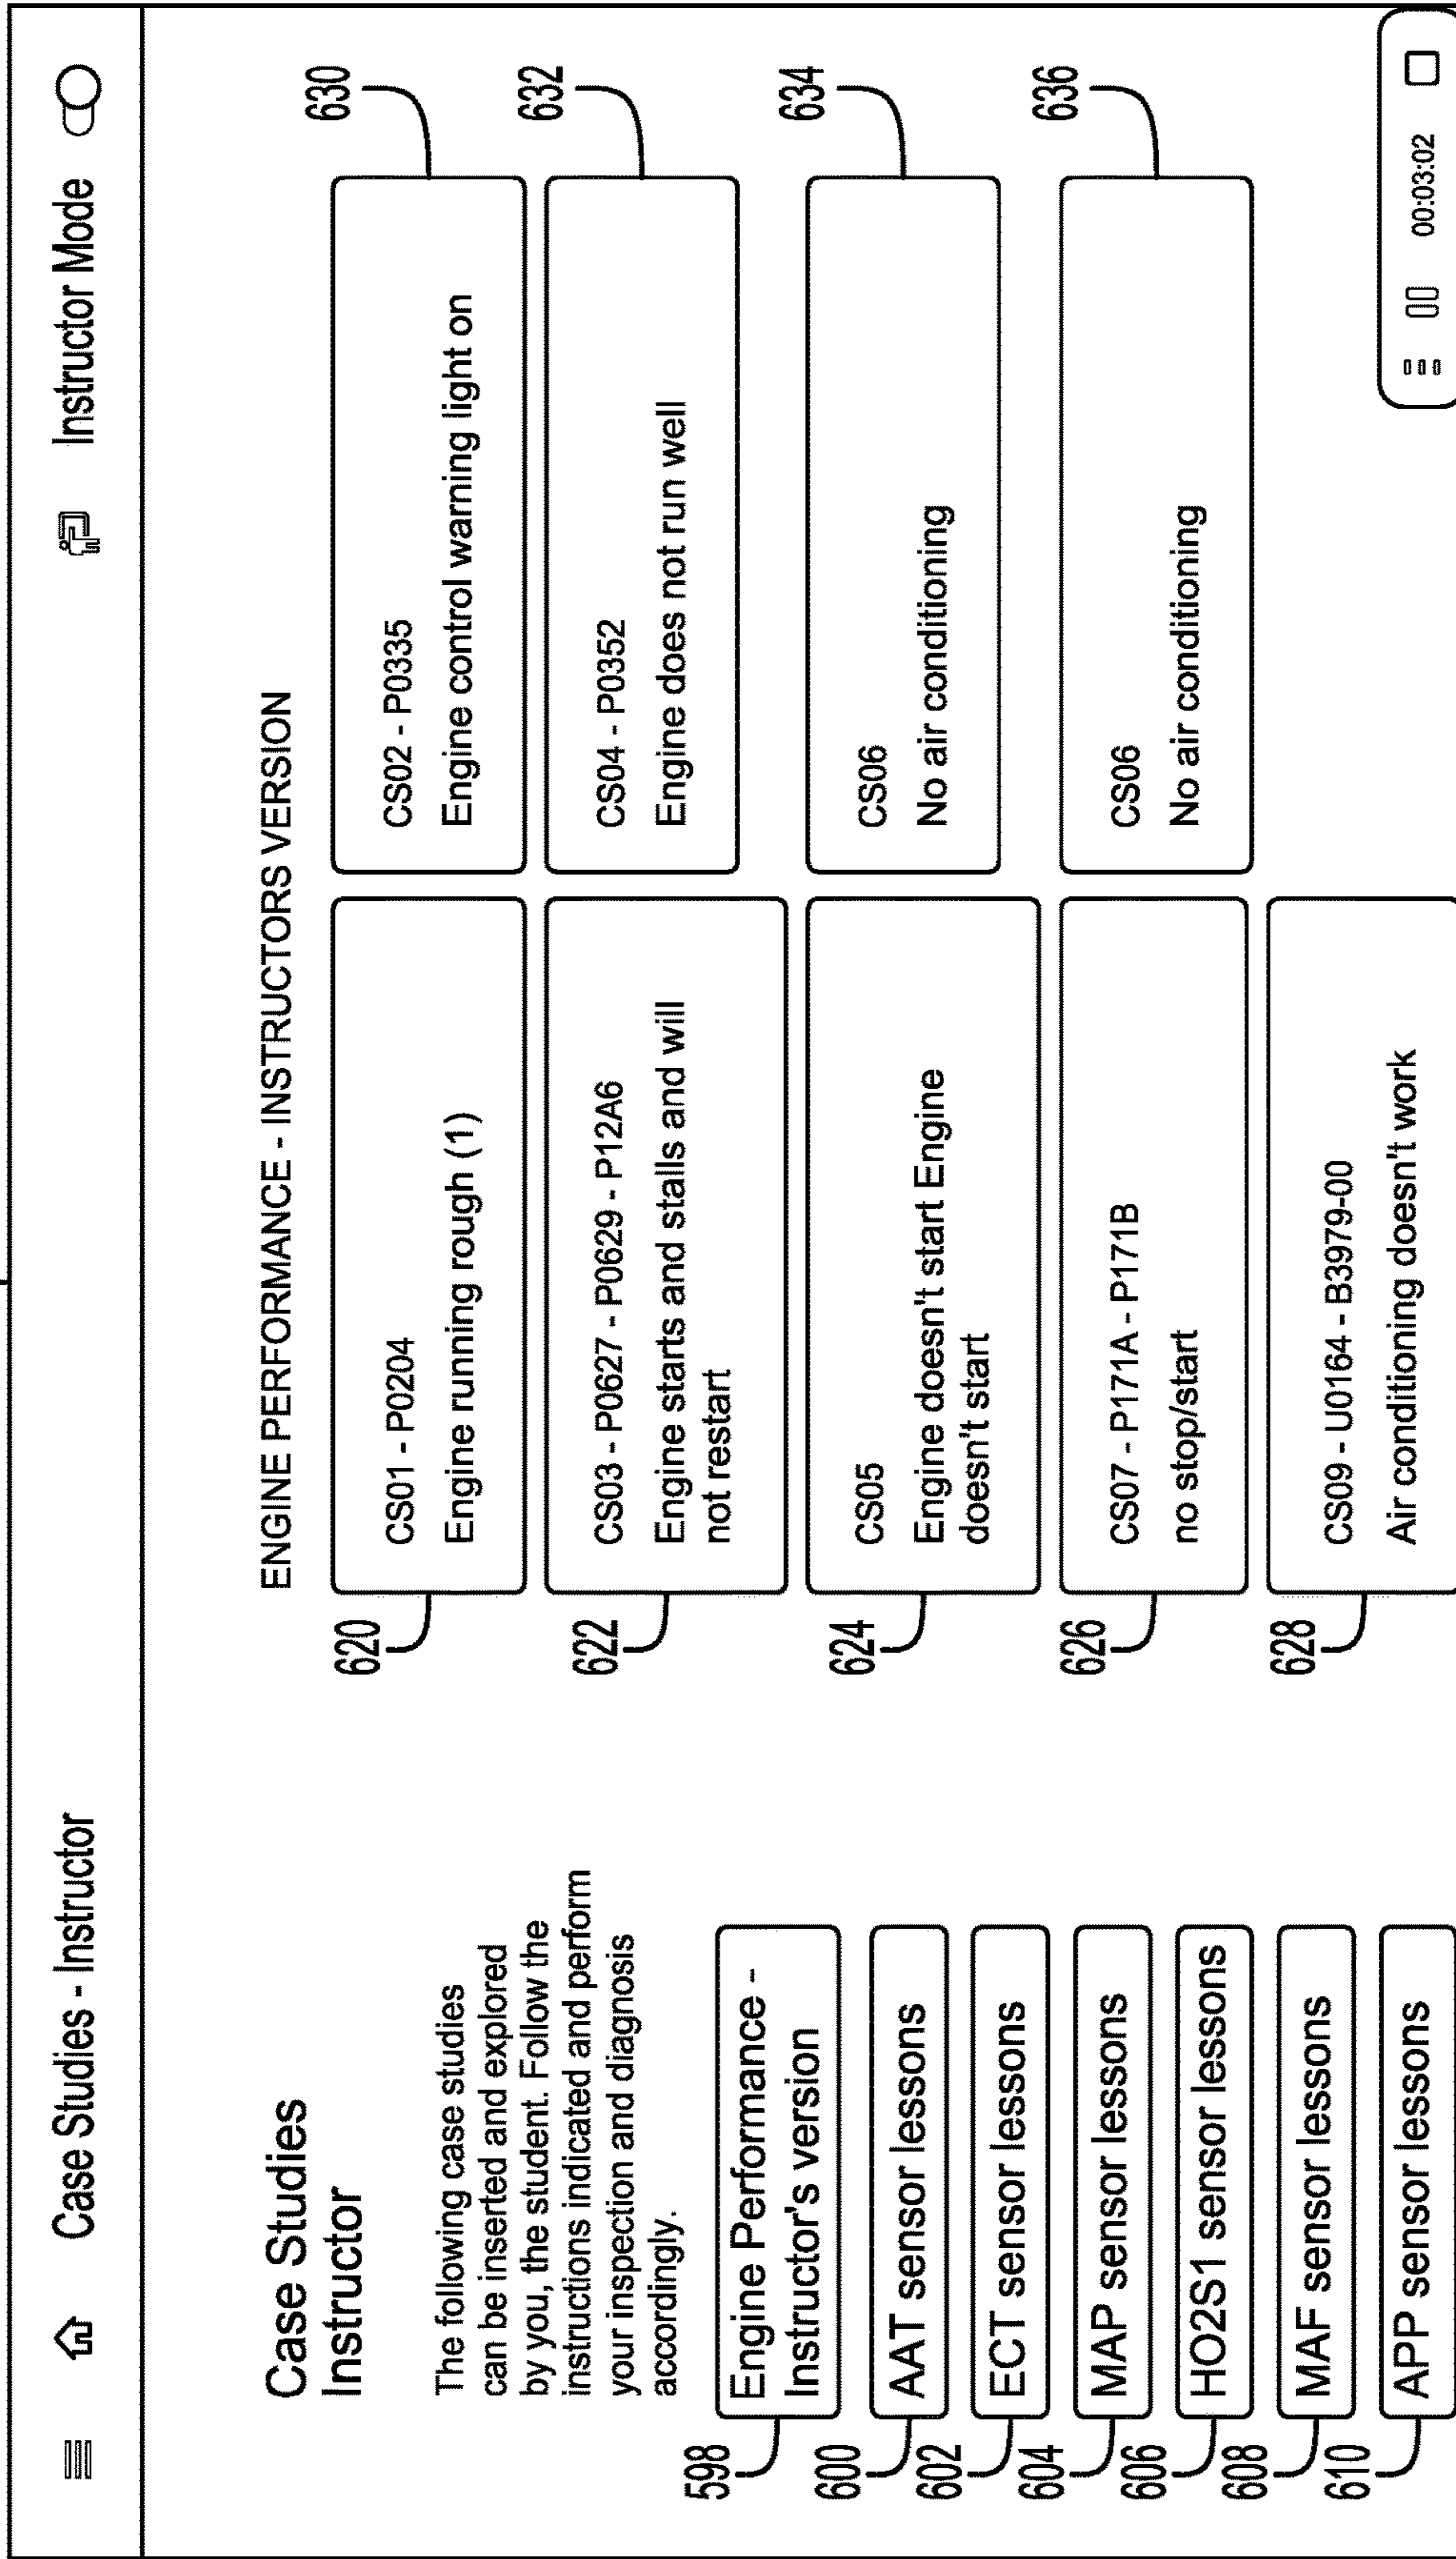 Case Studies - Instructor
Instructor Mode
Case Studies
Instructor
The following case studies
can be inserted and explored
by you, the student. Follow the
instructions indicated and perform
your inspection and diagnosis
accordingly.
598
Engine Performance -
Instructor's version
600
AAT sensor lessons
602
ECT sensor lessons
604
MAP sensor lessons
606
HO2S1 sensor lessons
608
MAF sensor lessons
610
APP sensor lessons
ENGINE PERFORMANCE - INSTRUCTORS VERSION
620
CS01 - P0204
Engine running rough (1)
630
CS02 - P0335
Engine control warning light on
622
CS03 - P0627 - P0629 - P12A6
Engine starts and stalls and will
not restart
632
CS04 - P0352
Engine does not run well
624
CS05
Engine doesn't start Engine
doesn't start
634
CS06
No air conditioning
626
CS07 - P171A - P171B
no stop/start
636
CS06
No air conditioning
628
CS09 - U0164 - B3979-00
Air conditioning doesn't work
00:03:02